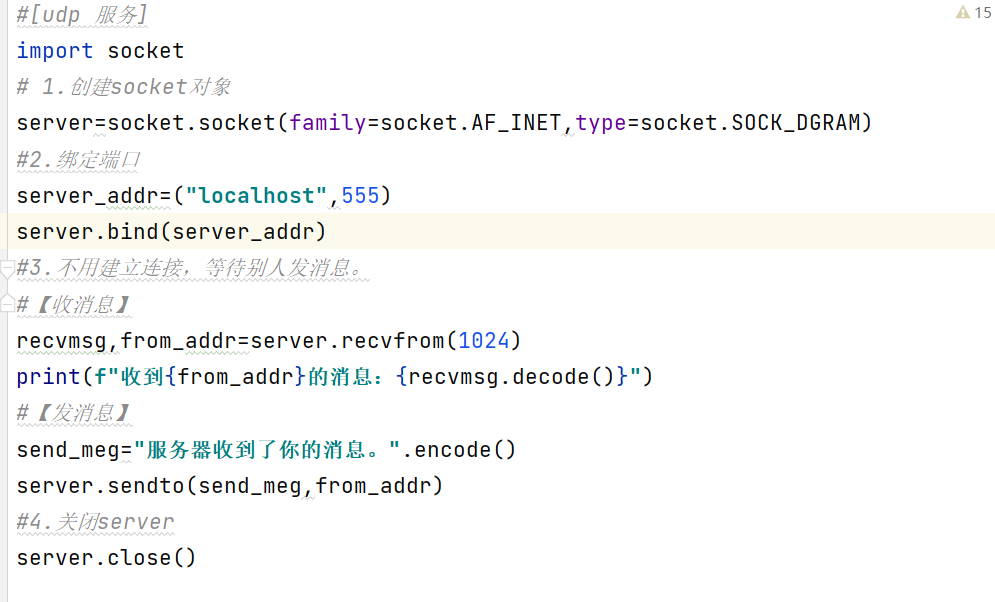 #[udp 服务]
15
import socket
# 1.创建socket对象
server=socket.socket(family=socket.AF_INET,type=socket.SOCK_DGRAM)
#2.绑定端口
server_addr=("localhost",555)
server.bind(server_addr)
#3.不用建立连接，等待别人发消息。
#【收消息】
recvmsg,from_addr=server.recvfrom(1024)
print(f"收到{from_addr}的消息：{recvmsg.decode()}")
#【发消息】
send_meg="服务器收到了你的消息。".encode()
server.sendto(send_meg,from_addr)
#4.关闭server
server.close()